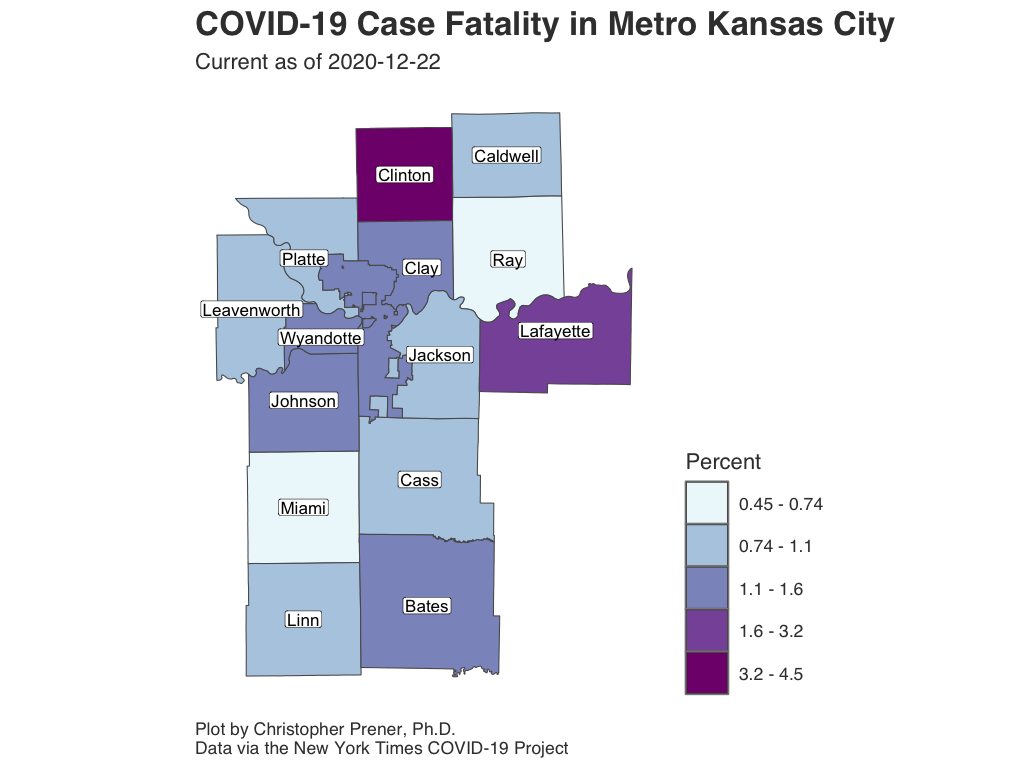 COVID-19 Case Fatality in Metro Kansas City
Current as of 2020-12-22
Caldwell
Clinton
Platte
Clay
Ray
Leavenworth
Lafayette
Wyandotte
Jackson
Johnson
Cass
Miami
Bates
Linn
Percent
0.45 - 0.74
0.74 - 1.1
1.1 - 1.6
1.6 - 3.2
3.2 - 4.5
Plot by Christopher Prener, Ph.D.
Data via the New York Times COVID-19 Project